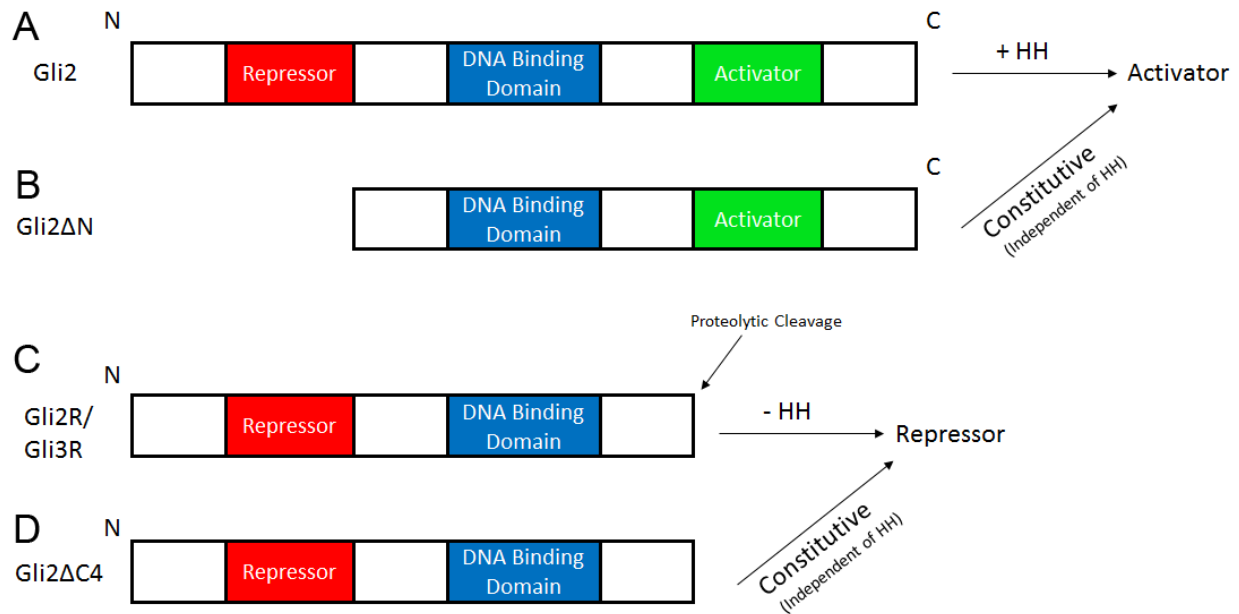 A
N
C
Gli2
Repressor
DNA Binding
Domain
Activator
+ HH
Activator
B
C
Gli2ΔN
DNA Binding
Domain
Activator
Constitutive
(Independent of HH)
Proteolytic Cleavage
C
N
Gli2R/
Gli3R
Repressor
DNA Binding
Domain
- HH
Repressor
D
N
Gli2ΔC4
Repressor
DNA Binding
Domain
Constitutive
(Independent of HH)